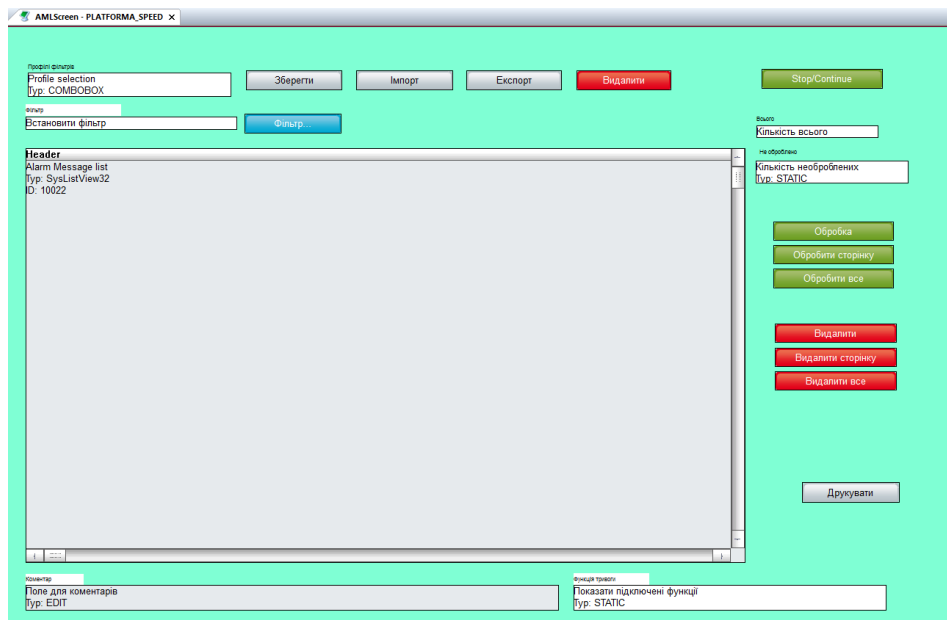 AMLScreen - PLATFORMA_SPEED X
Профілі фільтрів
Profile selection
Typ: COMBOBOX
Зберегти
Імпорт
Експорт
Видалити
Stop/Continue
Фільтр
Встановити фільтр
Фільтр...
Всього
Кількість всього
Не оброблено
Кількість необроблених
Typ: STATIC
Header
Alarm Message list
Typ: SysListView32
ID: 10022
Обробка
Обробити сторінку
Обробити все
Видалити
Видалити сторінку
Видалити все
Друкувати
Коментар
Поле для коментарів
Typ: EDIT
Функція тривоги
Показати підключені функції
Typ: STATIC